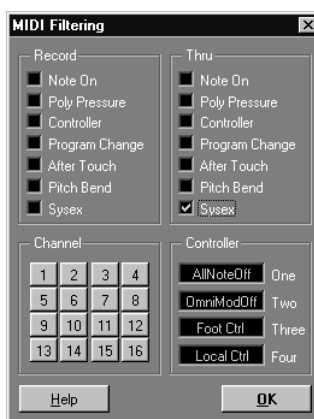 MIDI Filtering
Record
Note On
Poly Pressure
Controller
Program Change
After Touch
Pitch Bend
Sysex
Thru
Note On
Poly Pressure
Controller
Program Change
After Touch
Pitch Bend
Sysex
Channel
1 2 3 4
5 6 7 8
9 10 11 12
13 14 15 16
Controller
AllNoteOff One
OmniModOff Two
Foot Ctrl Three
Local Ctrl Four
Help
OK